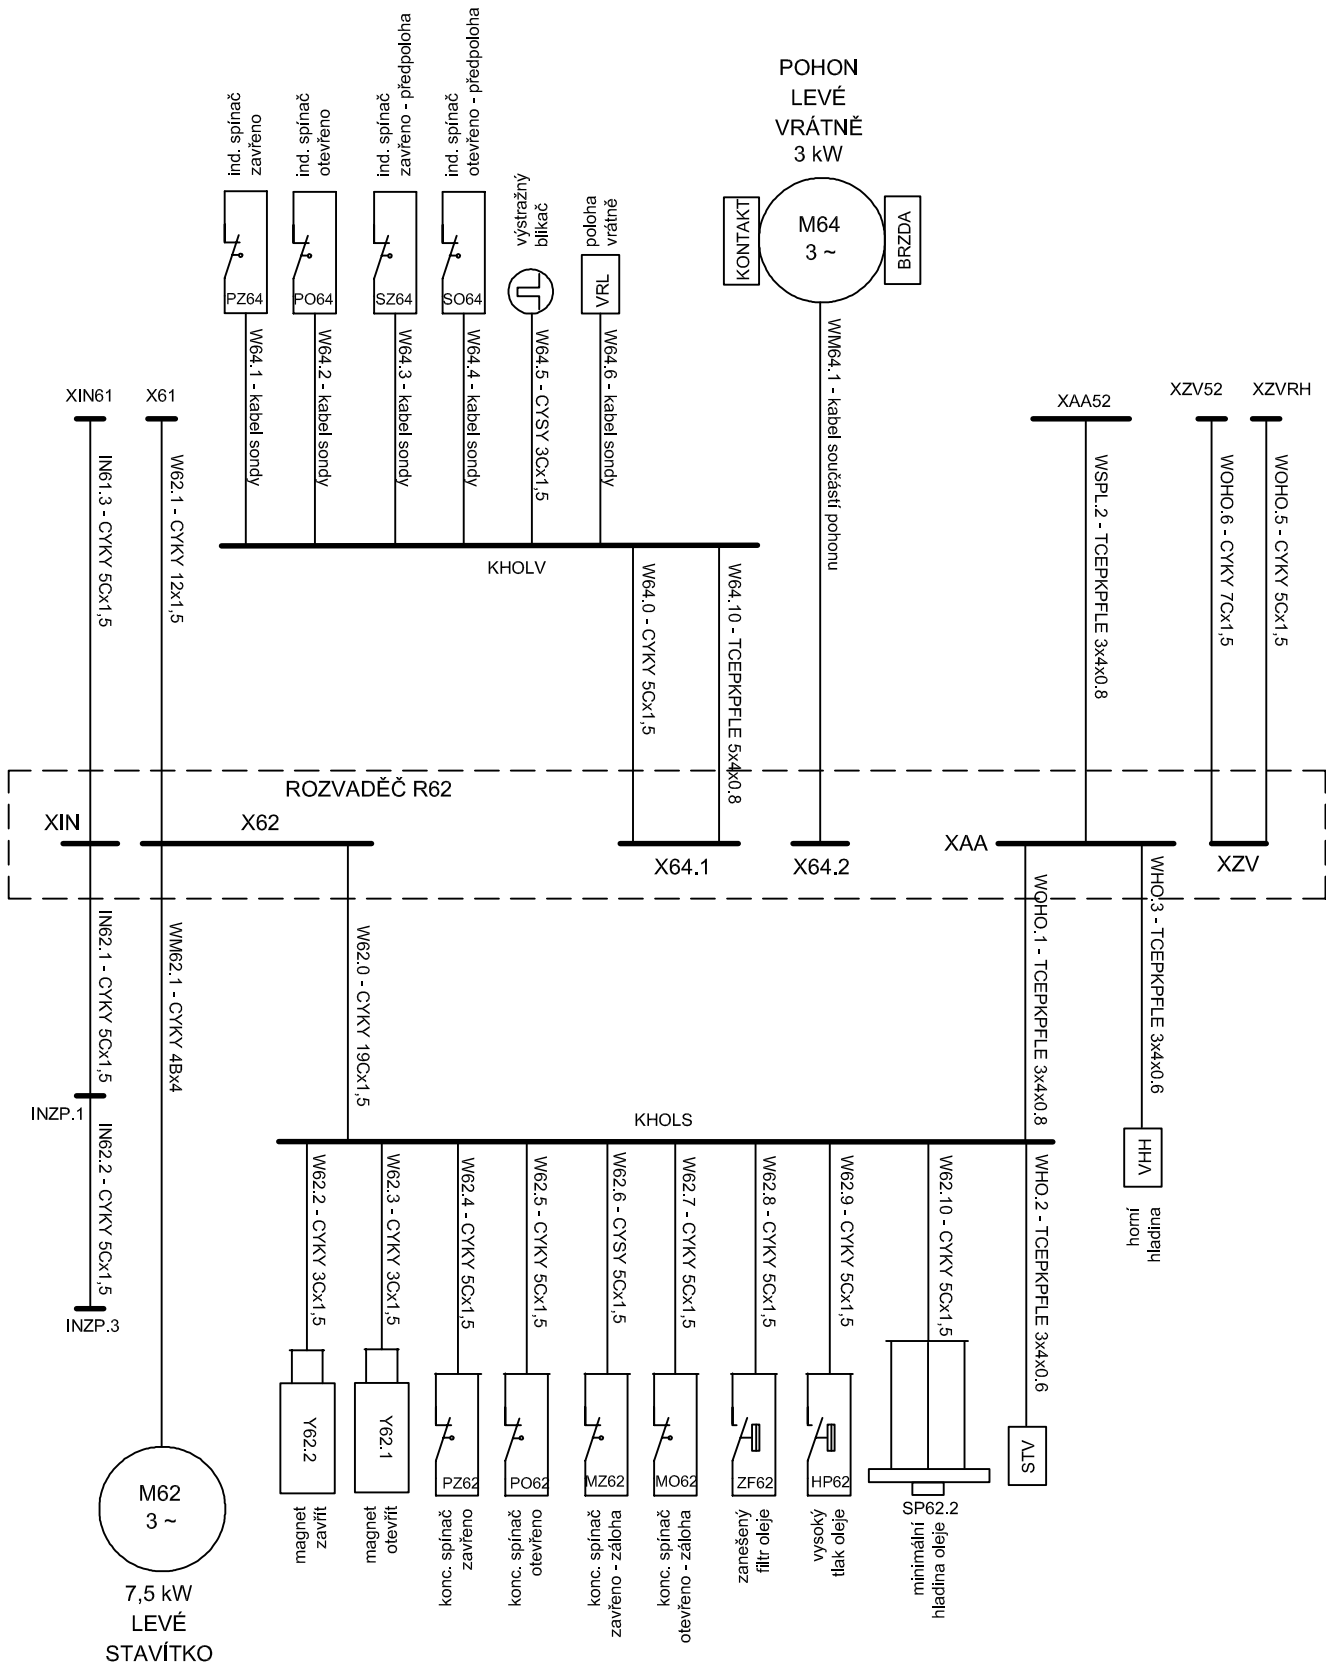 POHON
LEVÉ
VRÁTNĚ
3 kW
ind. spínač
zavřeno
ind. spínač
otevřeno
ind. spínač
zavřeno - předpoloha
ind. spínač
otevřeno - předpoloha
výstražný
blikač
poloha
vrátně
PZ64
PO64
SZ64
SO64
VRL
KONTAKT
M64
3 ~
BRZDA
W64.1 - kabel sondy
W64.2 - kabel sondy
W64.3 - kabel sondy
W64.4 - kabel sondy
W64.5 - CYSY 3Cx1,5
W64.6 - kabel sondy
WM64.1 - kabel součástí pohonu
XIN61
X61
XAA52
XZV52
XZVRH
IN61.3 - CYKY 5Cx1,5
W62.1 - CYKY 12x1,5
KHOLV
W64.0 - CYKY 5Cx1,5
W64.10 - TCEPKPFLE 5x4x0.8
WSPL.2 - TCEPKPFLE 3x4x0.8
WOHO.6 - CYKY 7Cx1,5
WOHO.5 - CYKY 5Cx1,5
ROZVADĚČ R62
XIN
X62
X64.1
X64.2
XAA
XZV
IN62.1 - CYKY 5Cx1,5
WM62.1 - CYKY 4Bx4
W62.0 - CYKY 19Cx1,5
WOHO.1 - TCEPKPFLE 3x4x0.8
WHO.3 - TCEPKPFLE 3x4x0.6
INZP.1
KHOLS
VHH
hladina
horní
IN62.2 - CYKY 5Cx1,5
INZP.3
W62.2 - CYKY 3Cx1,5
W62.3 - CYKY 3Cx1,5
W62.4 - CYKY 5Cx1,5
W62.5 - CYKY 5Cx1,5
W62.6 - CYSY 5Cx1,5
W62.7 - CYKY 5Cx1,5
W62.8 - CYKY 5Cx1,5
W62.9 - CYKY 5Cx1,5
W62.10 - CYKY 5Cx1,5
WHO.2 - TCEPKPFLE 3x4x0.6
Y62.2
Y62.1
PZ62
PO62
MZ62
MO62
ZF62
HP62
STV
SP62.2
magnet
zavřít
magnet
otevřít
konc. spínač
zavřeno
konc. spínač
otevřeno
konc. spínač
zavřeno - záloha
konc. spínač
otevřeno - záloha
zanešený
filtr oleje
vysoký
tlak oleje
minimální
hladina oleje
M62
3 ~
7,5 kW
LEVÉ
STAVÍTKO